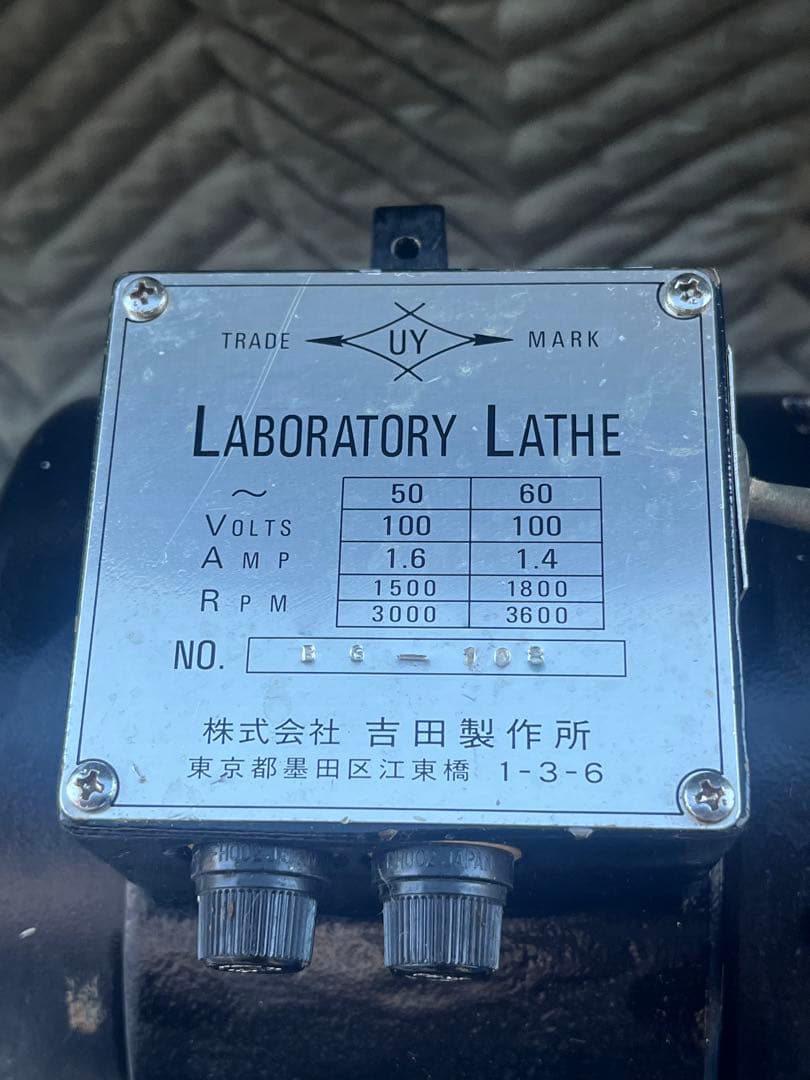 TRADE UY MARK
LABORATORY LATHE
~ 50 60
VOLTS 100 100
AMP 1.6 1.4
RPM 1500 1800
3000 3600
NO.
株式会社 吉田製作所
東京都墨田区江東橋 1-3-6
JAPAN